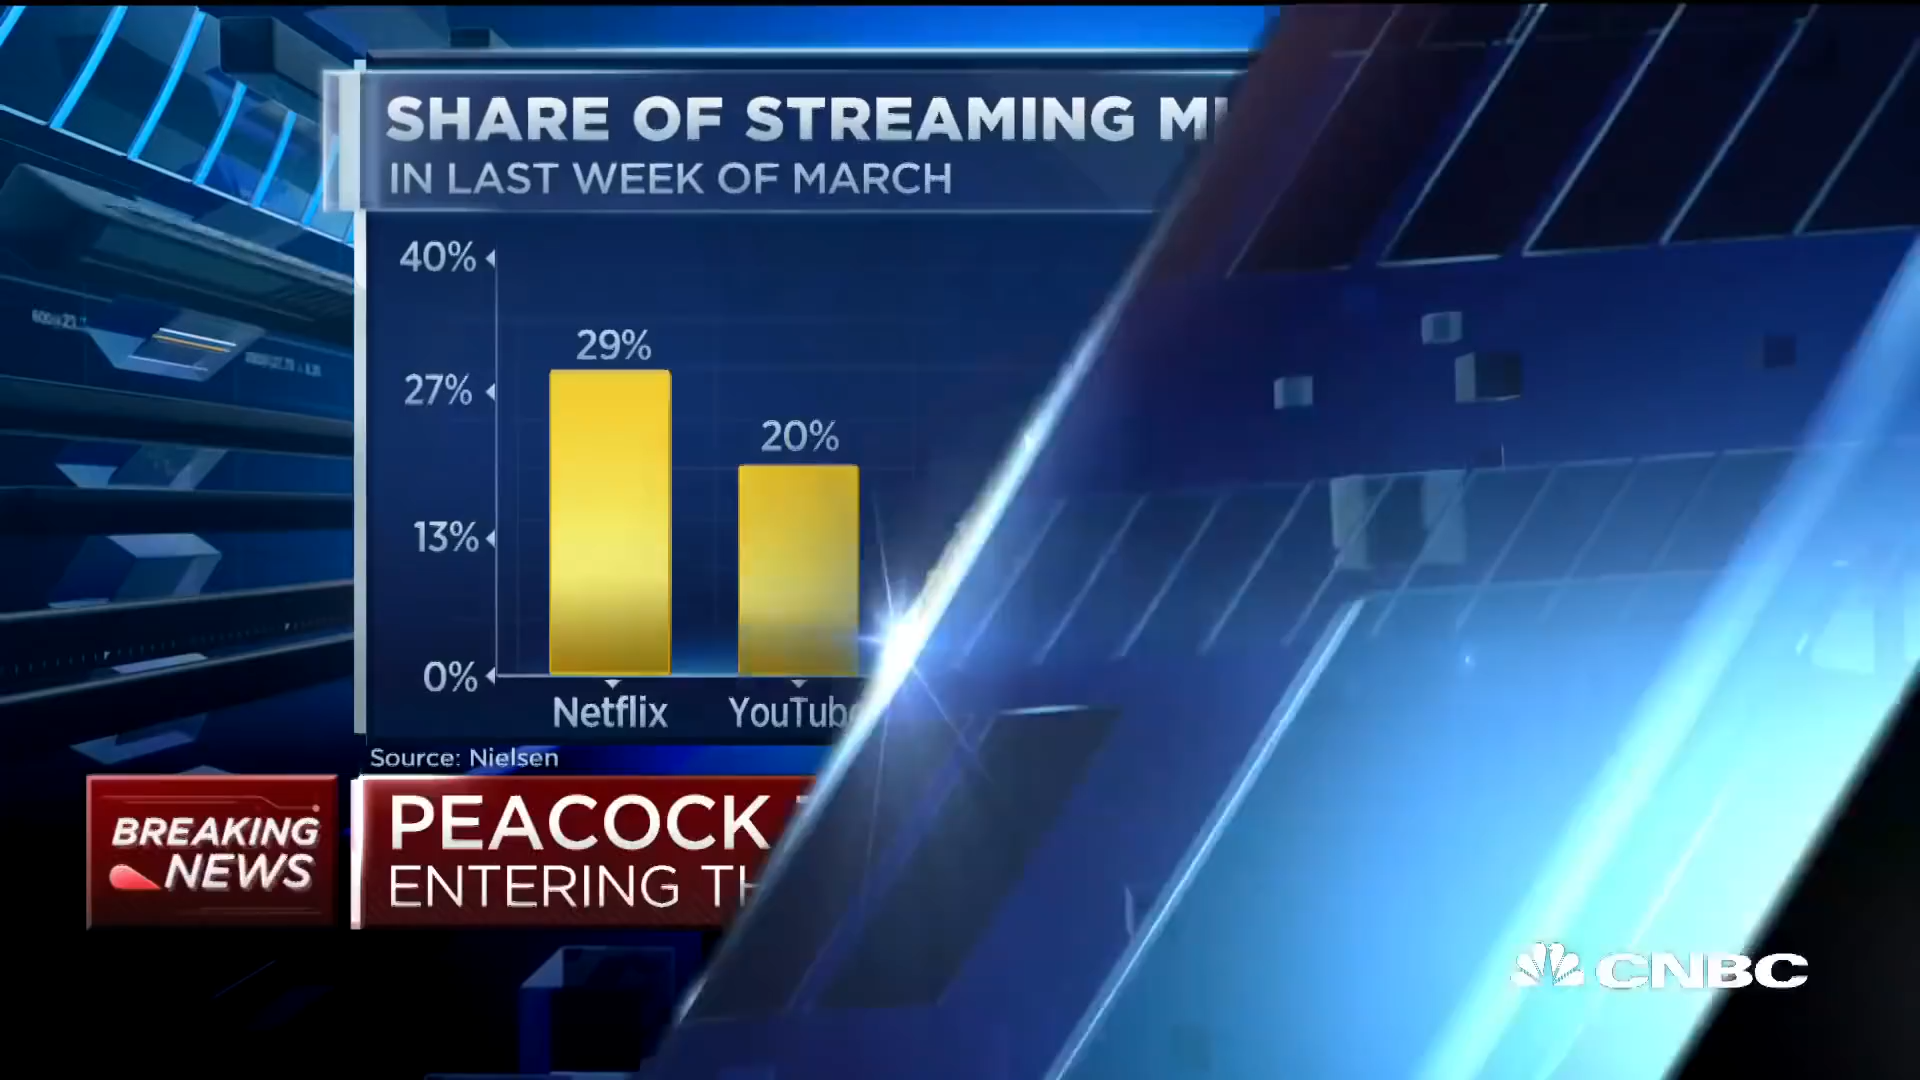 SHARE OF STREAMING
IN LAST WEEK OF MARCH
40%
27%
13%
0%
29%
20%
Netflix
YouTube
Source: Nielsen
BREAKING
NEWS
PEACOCK
ENTERING
CNBC